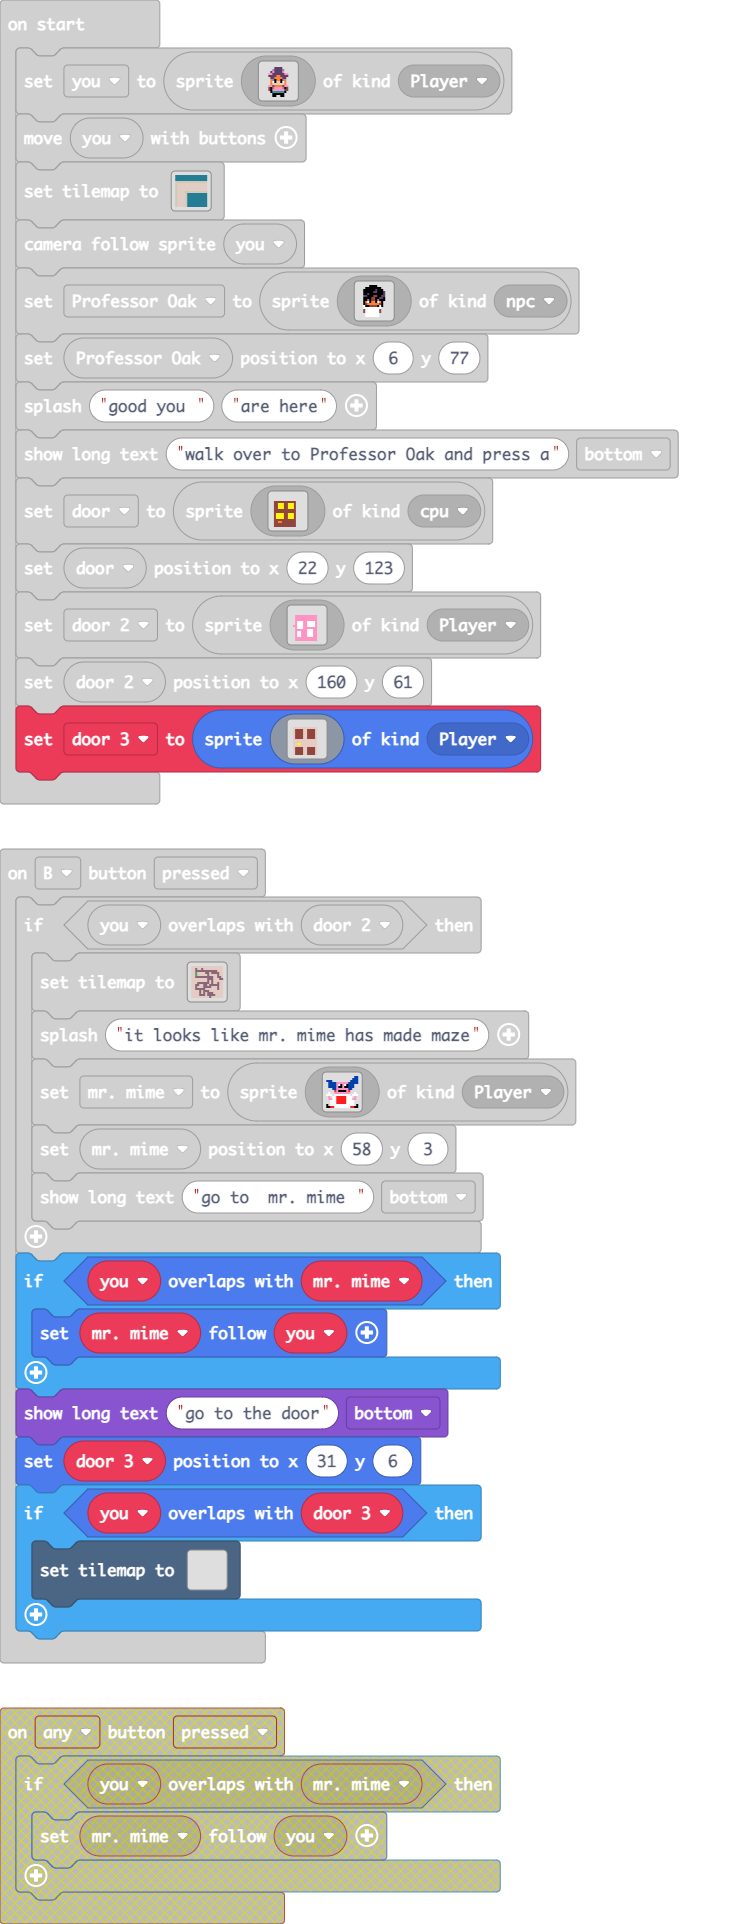 on start
set you to sprite of kind Player
move you with buttons
set tilemap to
camera follow sprite you
set Professor Oak to sprite of kind npc
set Professor Oak position to x 6 y 77
splash "good you " "are here"
show long text "walk over to Professor Oak and press a" bottom
set door to sprite of kind cpu
set door position to x 22 y 123
set door 2 to sprite of kind Player
set door 2 position to x 160 y 61
set door 3 to sprite of kind Player
on B button pressed
if you overlaps with door 2 then
set tilemap to
splash "it looks like mr. mime has made maze"
set mr. mime to sprite of kind Player
set mr. mime position to x 58 y 3
show long text "go to  mr. mime " bottom
if you overlaps with mr. mime then
set mr. mime follow you
show long text "go to the door" bottom
set door 3 position to x 31 y 6
if you overlaps with door 3 then
set tilemap to
on any button pressed
if you overlaps with mr. mime then
set mr. mime follow you